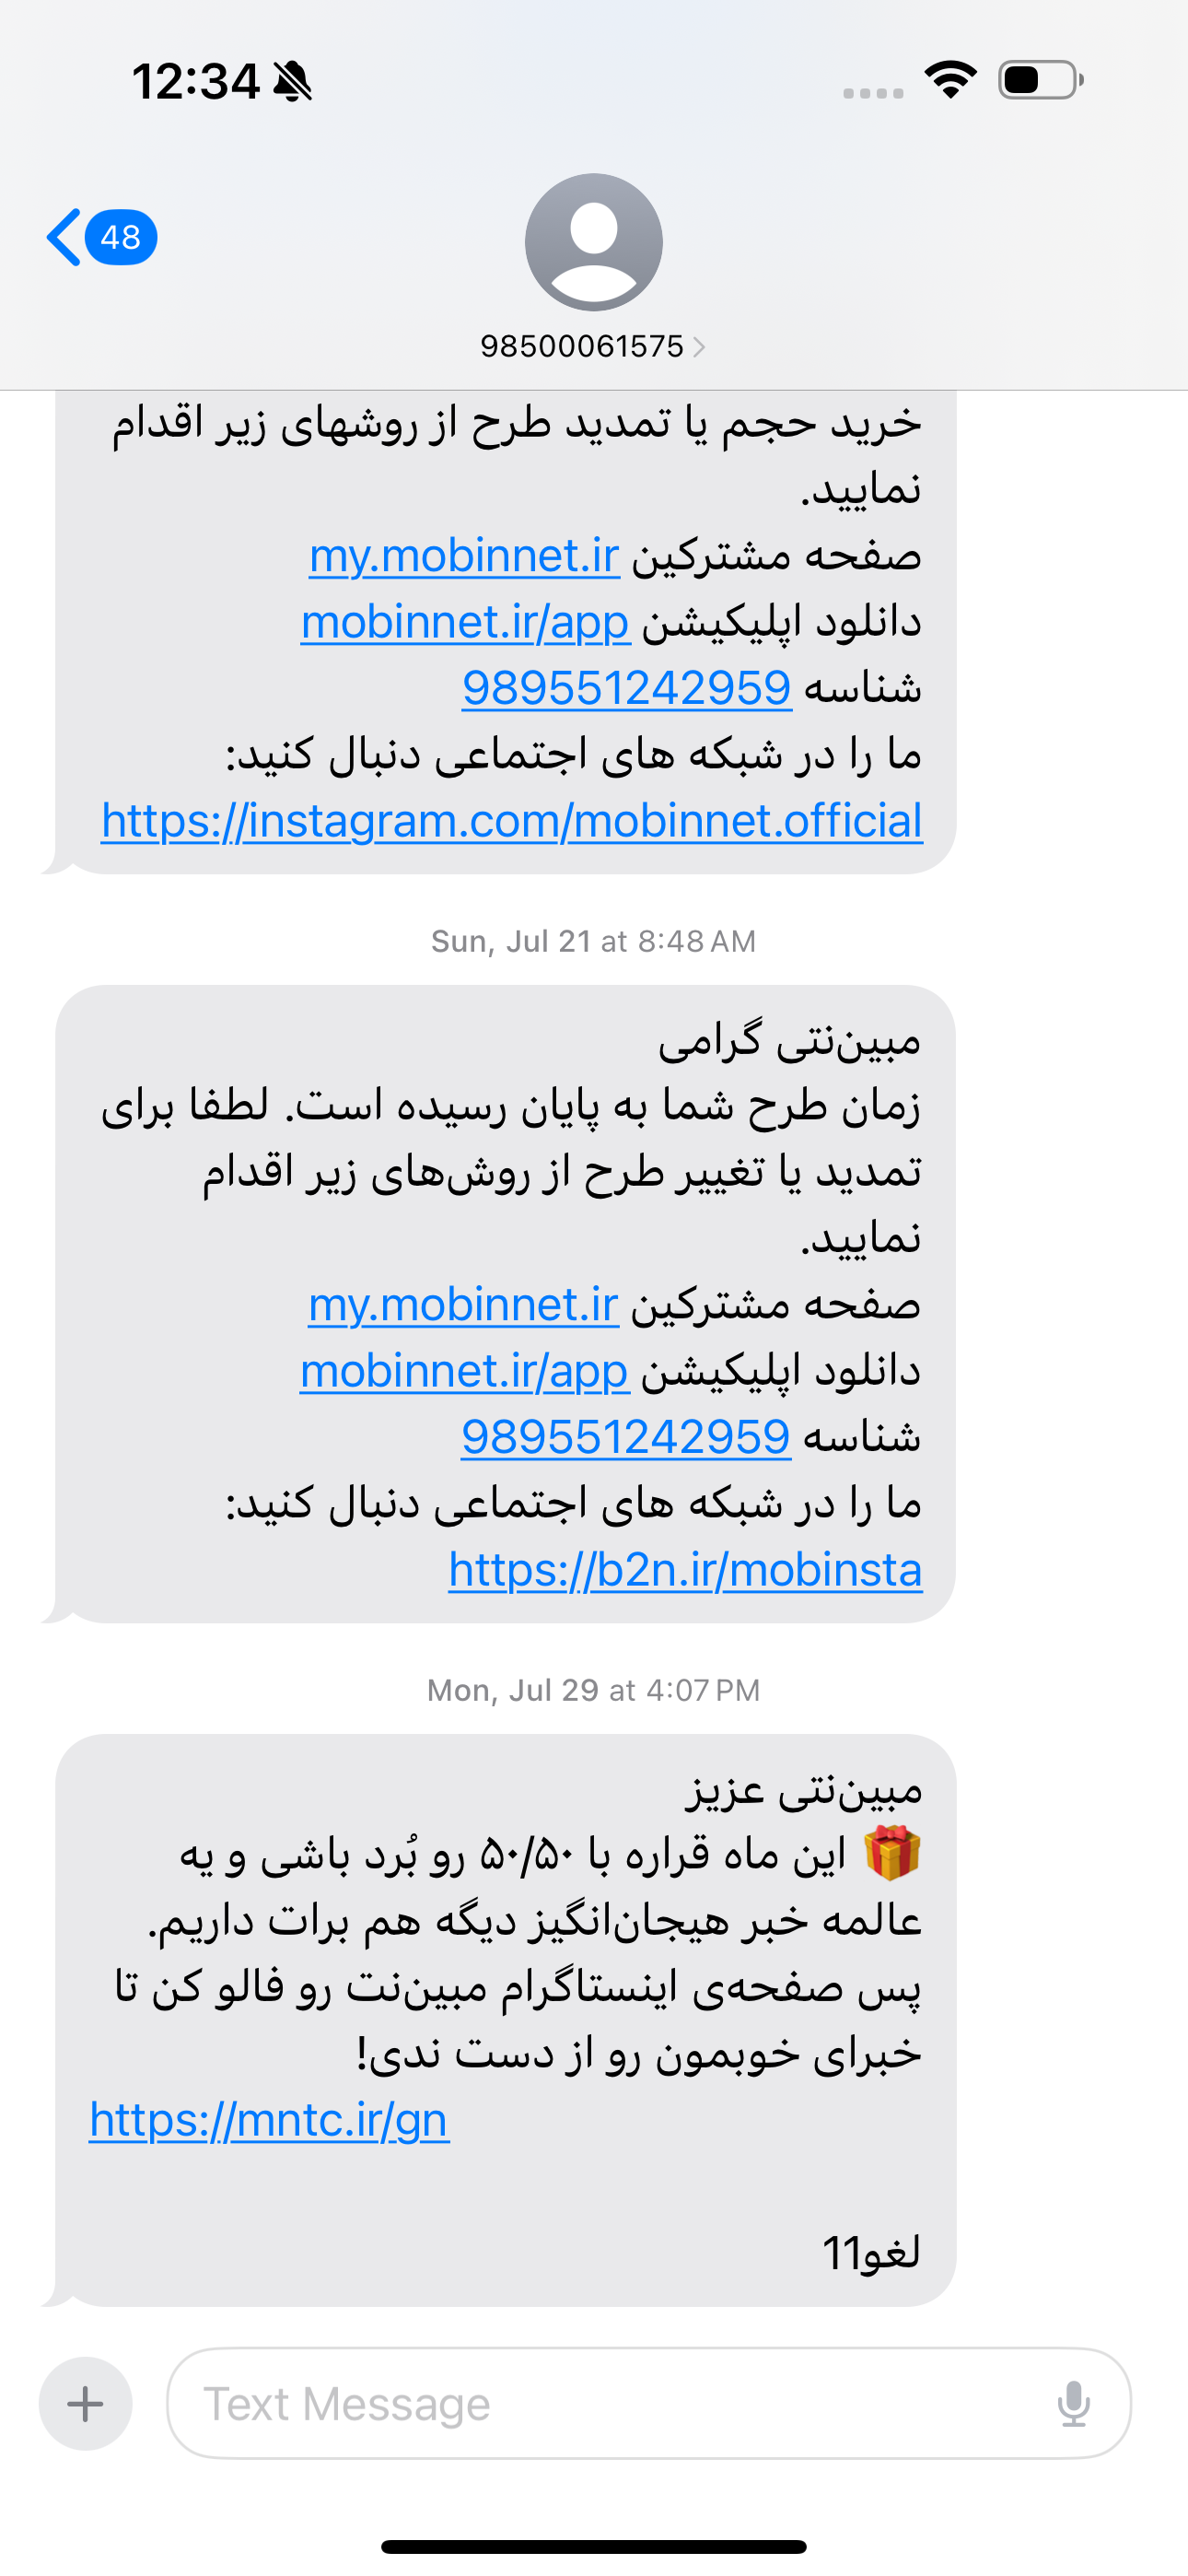 12:34
48
98500061575
خرید حجم یا تمدید طرح از روشهای زیر اقدام
نمایید.
صفحه مشترکین my.mobinnet.ir
دانلود اپلیکیشن mobinnet.ir/app
شناسه 989551242959
ما را در شبکه های اجتماعی دنبال کنید:
https://instagram.com/mobinnet.official
Sun, Jul 21 at 8:48 AM
مبین‌نتی گرامی
زمان طرح شما به پایان رسیده است. لطفا برای
تمدید یا تغییر طرح از روش‌های زیر اقدام
نمایید.
صفحه مشترکین my.mobinnet.ir
دانلود اپلیکیشن mobinnet.ir/app
شناسه 989551242959
ما را در شبکه های اجتماعی دنبال کنید:
https://b2n.ir/mobinsta
Mon, Jul 29 at 4:07 PM
مبین‌نتی عزیز
🎁 این ماه قراره با ۵۰/۵۰ رو بُرد باشی و یه
عالمه خبر هیجان‌انگیز دیگه هم برات داریم.
پس صفحه‌ی اینستاگرام مبین‌نت رو فالو کن تا
خبرای خوبمون رو از دست ندی!
https://mntc.ir/gn
لغو11
Text Message